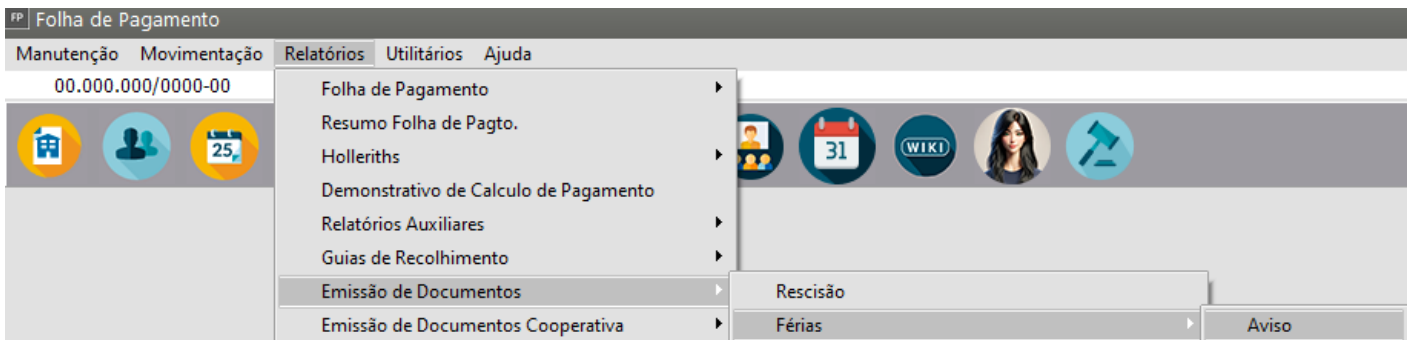 FP Folha de Pagamento
Manutenção Movimentação Relatórios Utilitários Ajuda
00.000.000/0000-00
Folha de Pagamento
Resumo Folha de Pagto.
Holleriths
Demonstrativo de Calculo de Pagamento
Relatórios Auxiliares
Guias de Recolhimento
Emissão de Documentos
Emissão de Documentos Cooperativa
25
31
WIKI
Rescisão
Férias
Aviso